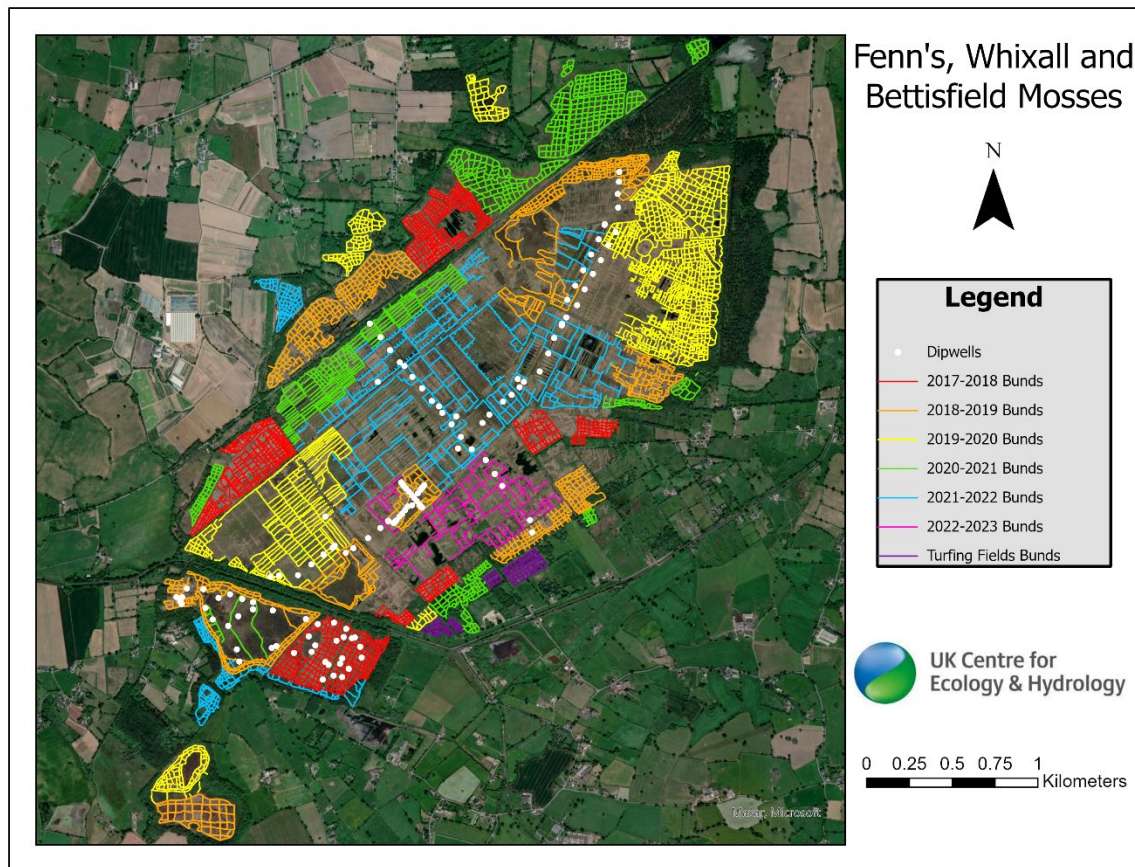 Fenn's, Whixall and
Bettisfield Mosses
N
Legend
Dipwells
2017-2018 Bunds
2018-2019 Bunds
2019-2020 Bunds
2020-2021 Bunds
2021-2022 Bunds
2022-2023 Bunds
Turfing Fields Bunds
UK Centre for
Ecology & Hydrology
0 0.25 0.5 0.75 1
Kilometers
Maxar, Microsoft